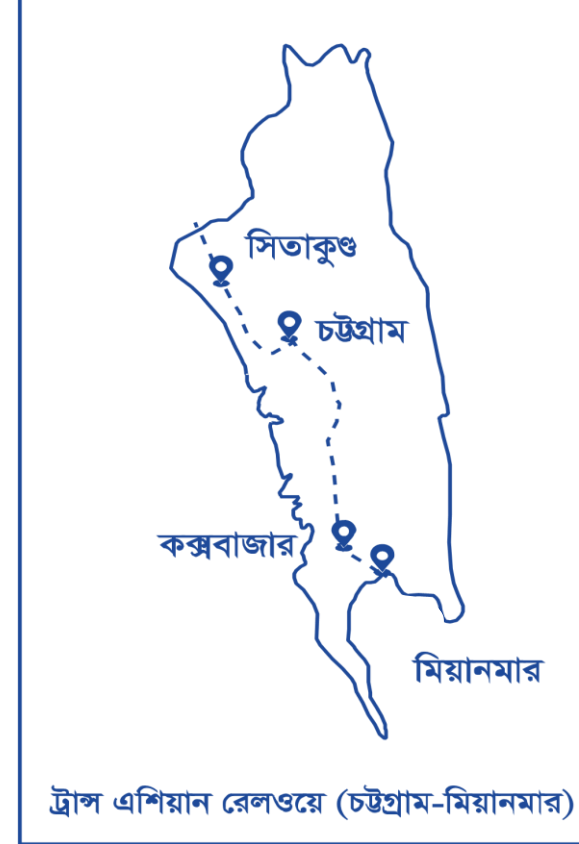 সিতাকুণ্ড
চট্টগ্রাম
কক্সবাজার
মিয়ানমার
ট্রান্স এশিয়ান রেলওয়ে (চট্টগ্রাম-মিয়ানমার)